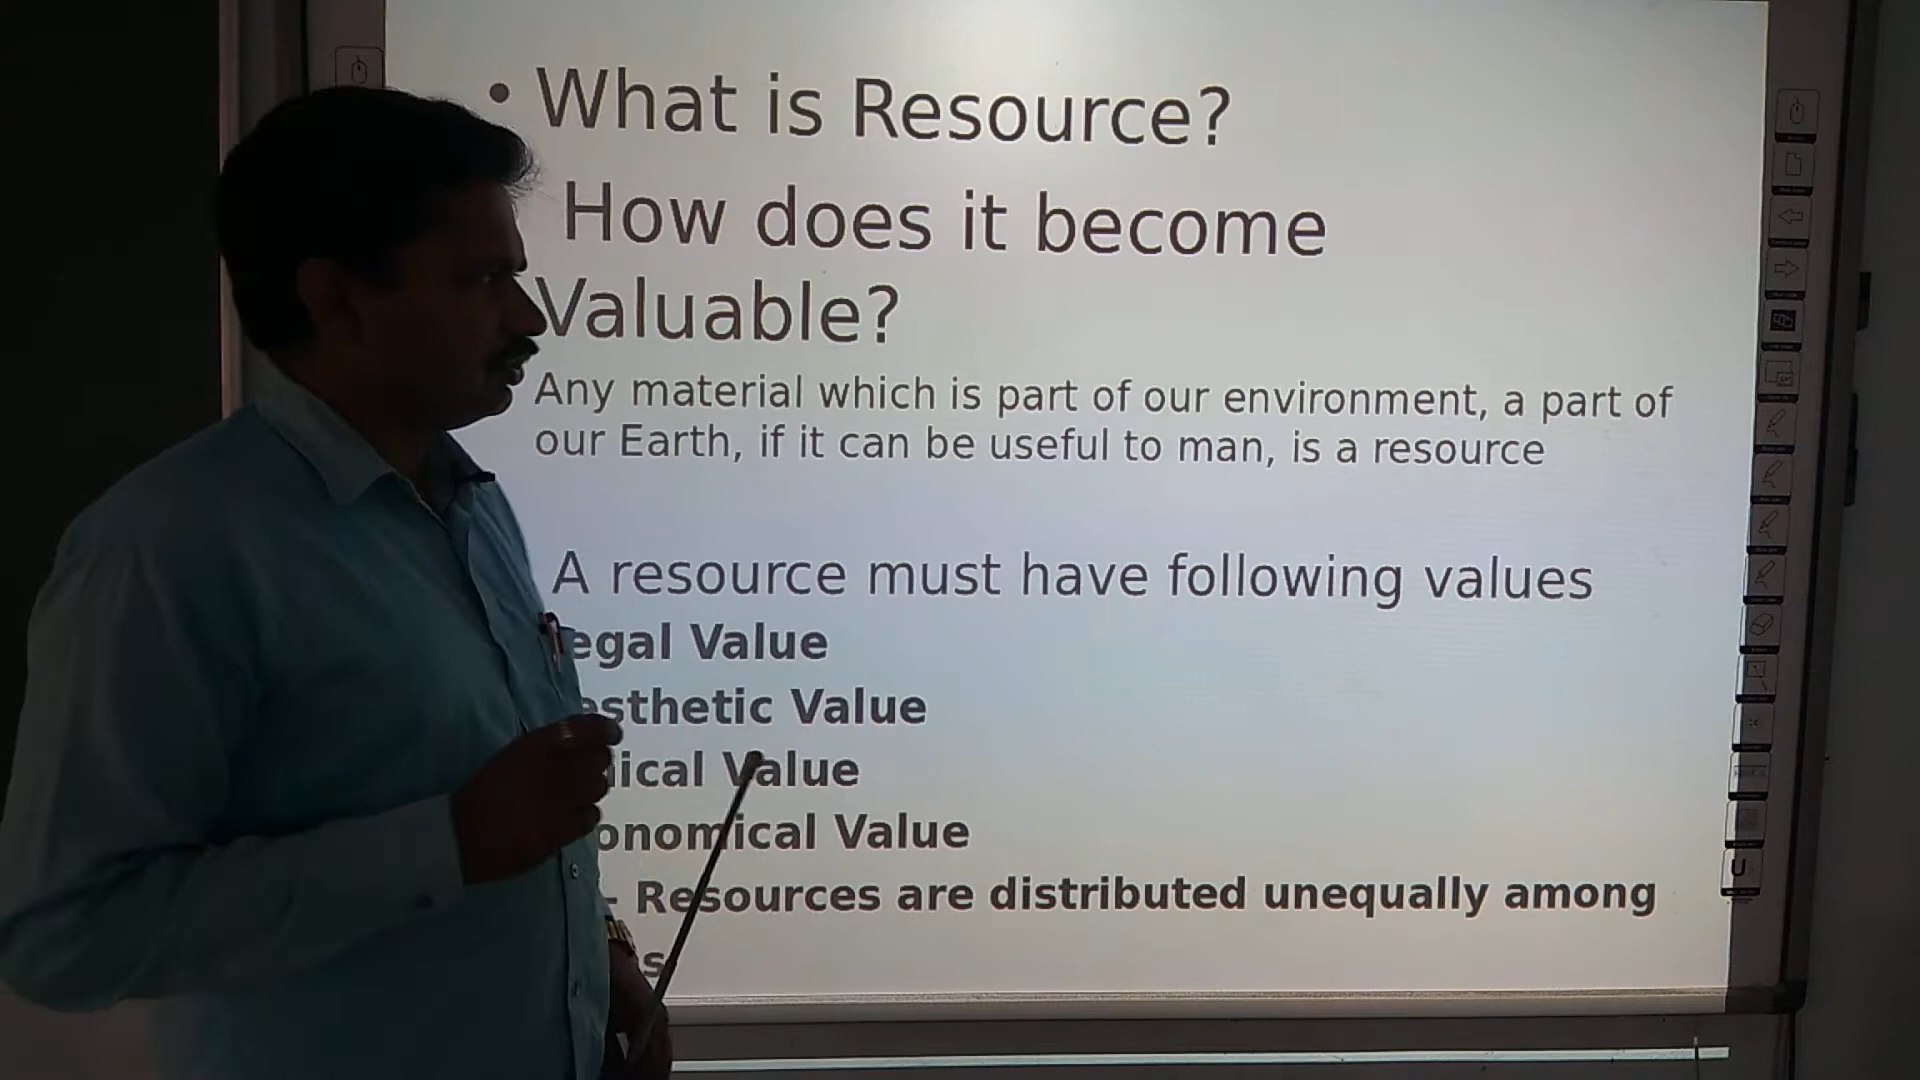 • What is Resource?
How does it become
Valuable?
Any material which is part of our environment, a part of
our Earth, if it can be useful to man, is a resource
A resource must have following values
egal Value
esthetic Value
ical Value
onomical Value
- Resources are distributed unequally among
s